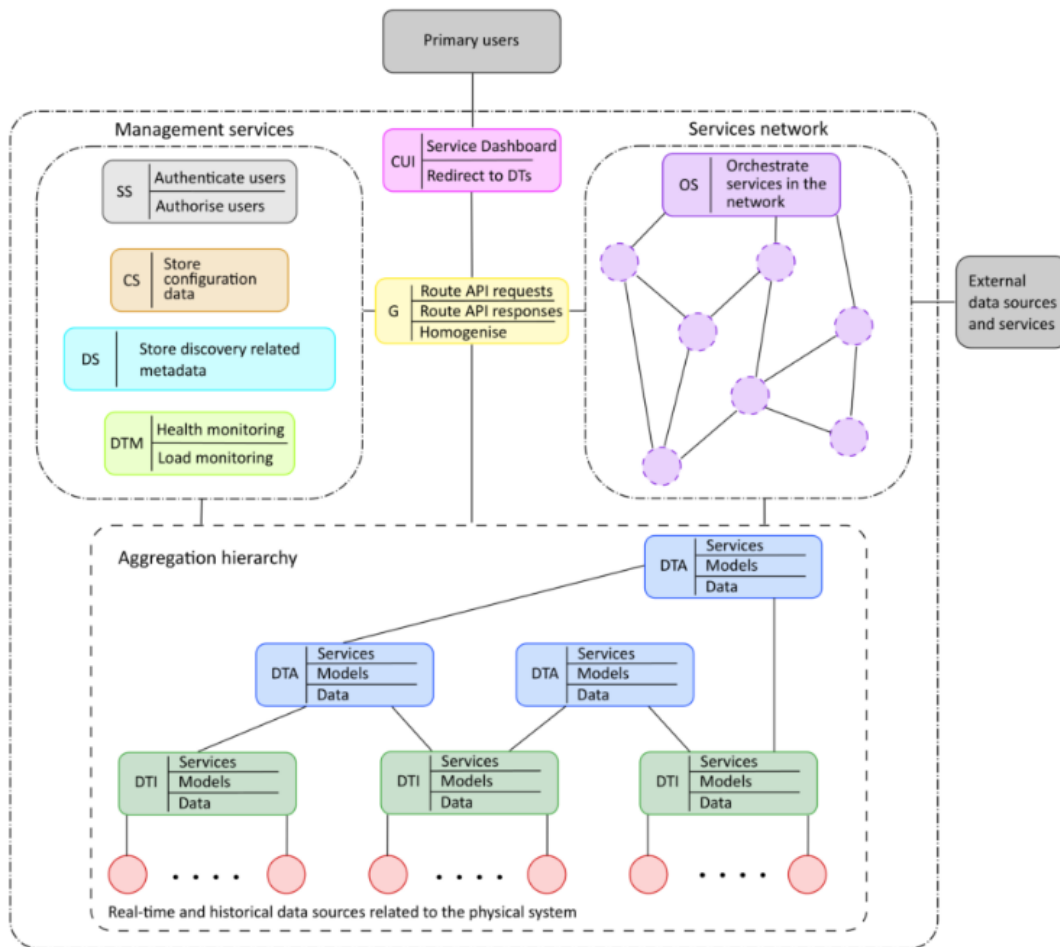 Primary users
Management services
Services network
CUI
Service Dashboard
Redirect to DTs
SS
Authenticate users
Authorise users
OS
Orchestrate
services in the
network
CS
Store
configuration
data
G
Route API requests
Route API responses
Homogenise
External
data sources
and services
DS
Store discovery related
metadata
DTM
Health monitoring
Load monitoring
Aggregation hierarchy
DTA
Services
Models
Data
DTA
Services
Models
Data
DTA
Services
Models
Data
DTI
Services
Models
Data
DTI
Services
Models
Data
DTI
Services
Models
Data
Real-time and historical data sources related to the physical system